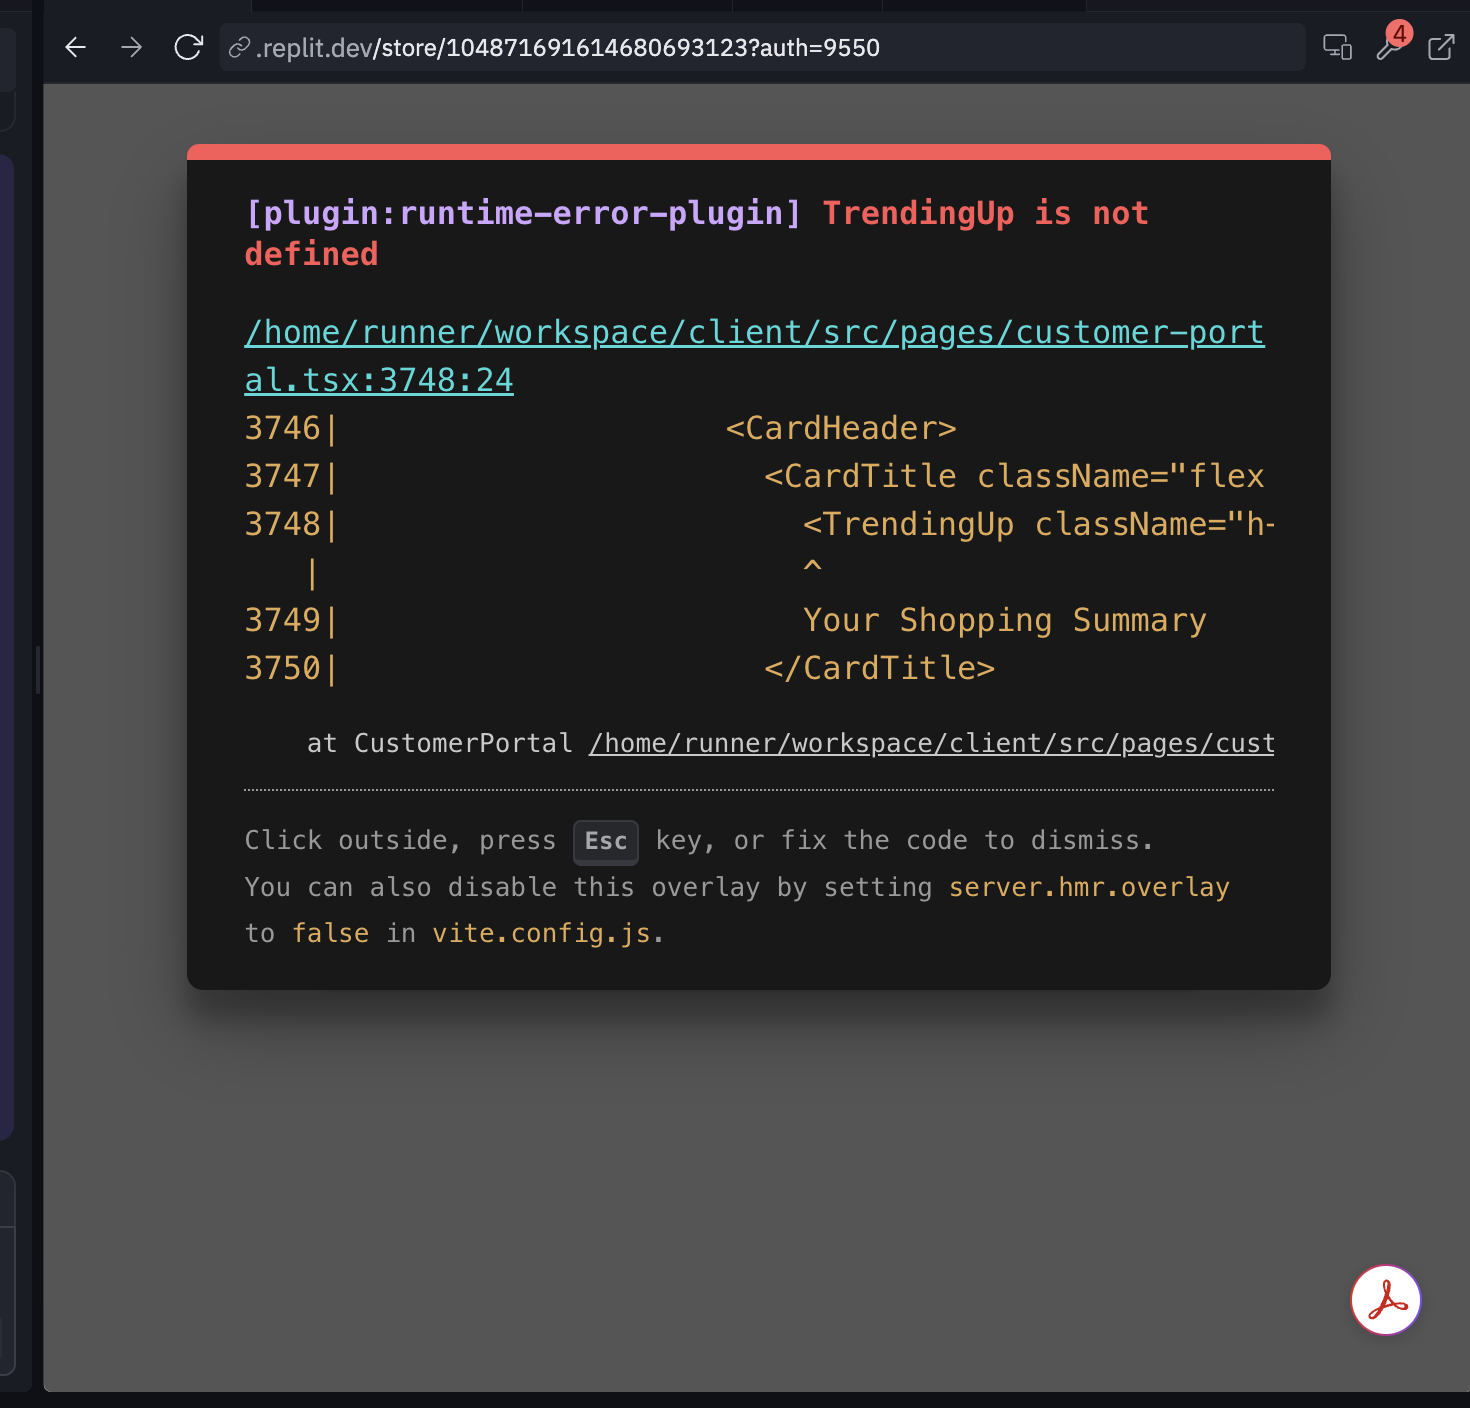 .replit.dev/store/104871691614680693123?auth=9550
4
[plugin:runtime-error-plugin] TrendingUp is not
defined
/home/runner/workspace/client/src/pages/customer-port
al.tsx:3748:24
3746|                    <CardHeader>
3747|                      <CardTitle className="flex
3748|                        <TrendingUp className="h-
    |                        ^
3749|                        Your Shopping Summary
3750|                      </CardTitle>
at CustomerPortal /home/runner/workspace/client/src/pages/cust
Click outside, press Esc key, or fix the code to dismiss.
You can also disable this overlay by setting server.hmr.overlay
to false in vite.config.js.